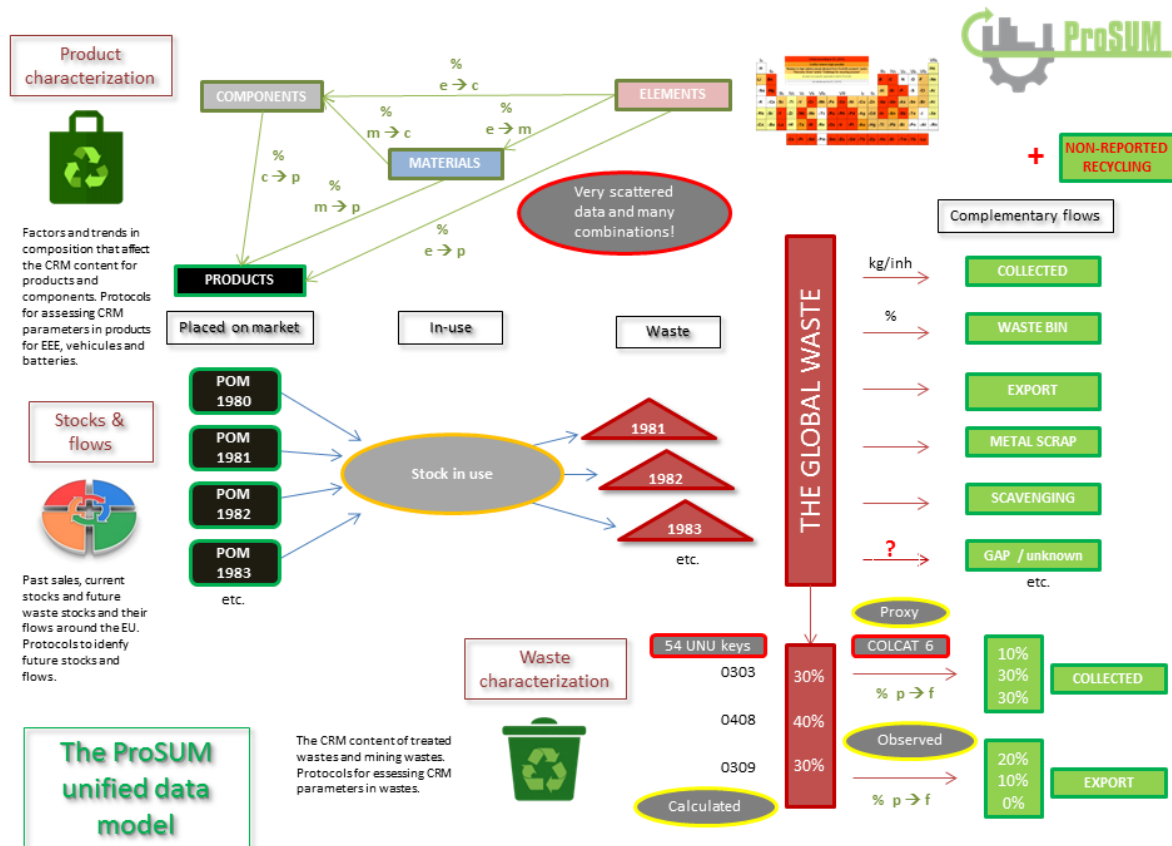 Product
characterization
ProSUM
COMPONENTS
%
e → c
ELEMENTS
%
m → c
%
e → m
MATERIALS
%
c → p
%
m → p
%
e → p
Very scattered
data and many
combinations!
+
NON-REPORTED
RECYCLING
Complementary flows
Factors and trends in
composition that affect
the CRM content for
products and
components. Protocols
for assessing CRM
parameters in products
for EEE, vehicules and
batteries.
PRODUCTS
Placed on market
In-use
Waste
THE GLOBAL WASTE
kg/inh
COLLECTED
%
WASTE BIN
EXPORT
METAL SCRAP
SCAVENGING
?
GAP / unknown
etc.
Stocks &
flows
POM
1980
POM
1981
POM
1982
POM
1983
etc.
Stock in use
1981
1982
1983
etc.
Past sales, current
stocks and future
waste stocks and their
flows around the EU.
Protocols to idenfy
future stocks and
flows.
Waste
characterization
54 UNU keys
0303
0408
0309
Calculated
30%
40%
30%
Proxy
COLCAT 6
% p → f
10%
30%
30%
COLLECTED
Observed
% p → f
20%
10%
0%
EXPORT
The CRM content of treated
wastes and mining wastes.
Protocols for assessing CRM
parameters in wastes.
The ProSUM
unified data
model